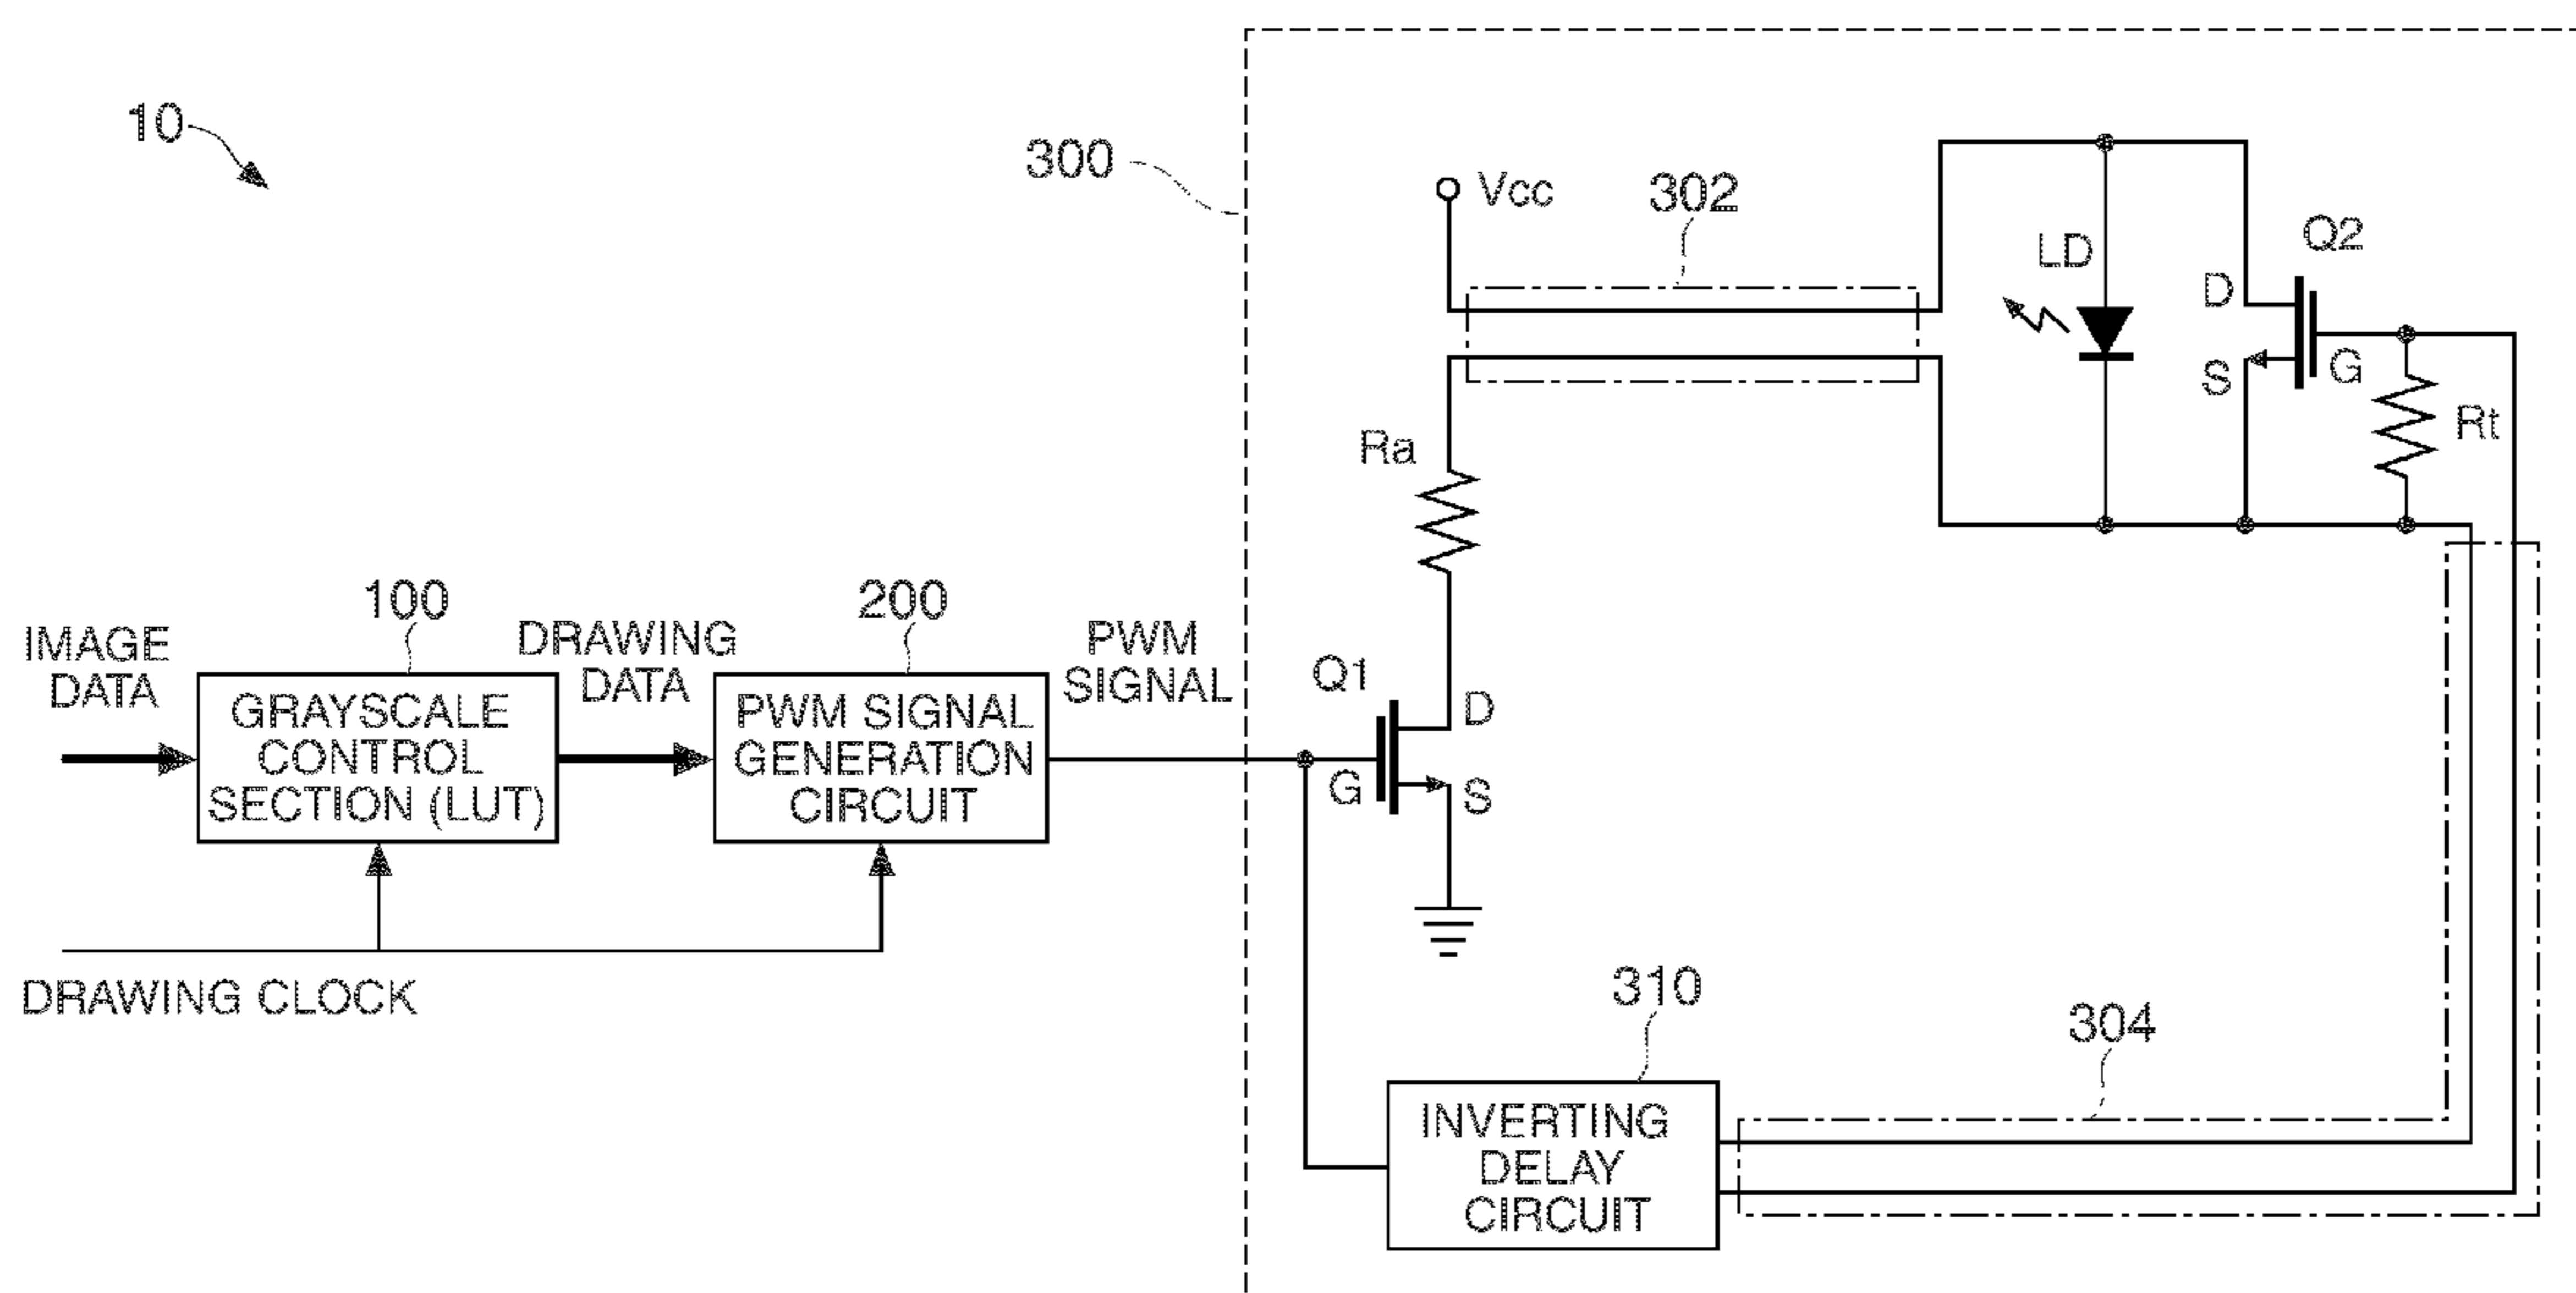 10
300
Vcc
302
LD
Q2
D
S
G
Rt
Ra
100
200
IMAGE
DATA
DRAWING
DATA
PWM
SIGNAL
GRAYSCALE
CONTROL
SECTION (LUT)
PWM SIGNAL
GENERATION
CIRCUIT
Q1
D
G
S
DRAWING CLOCK
310
304
INVERTING
DELAY
CIRCUIT